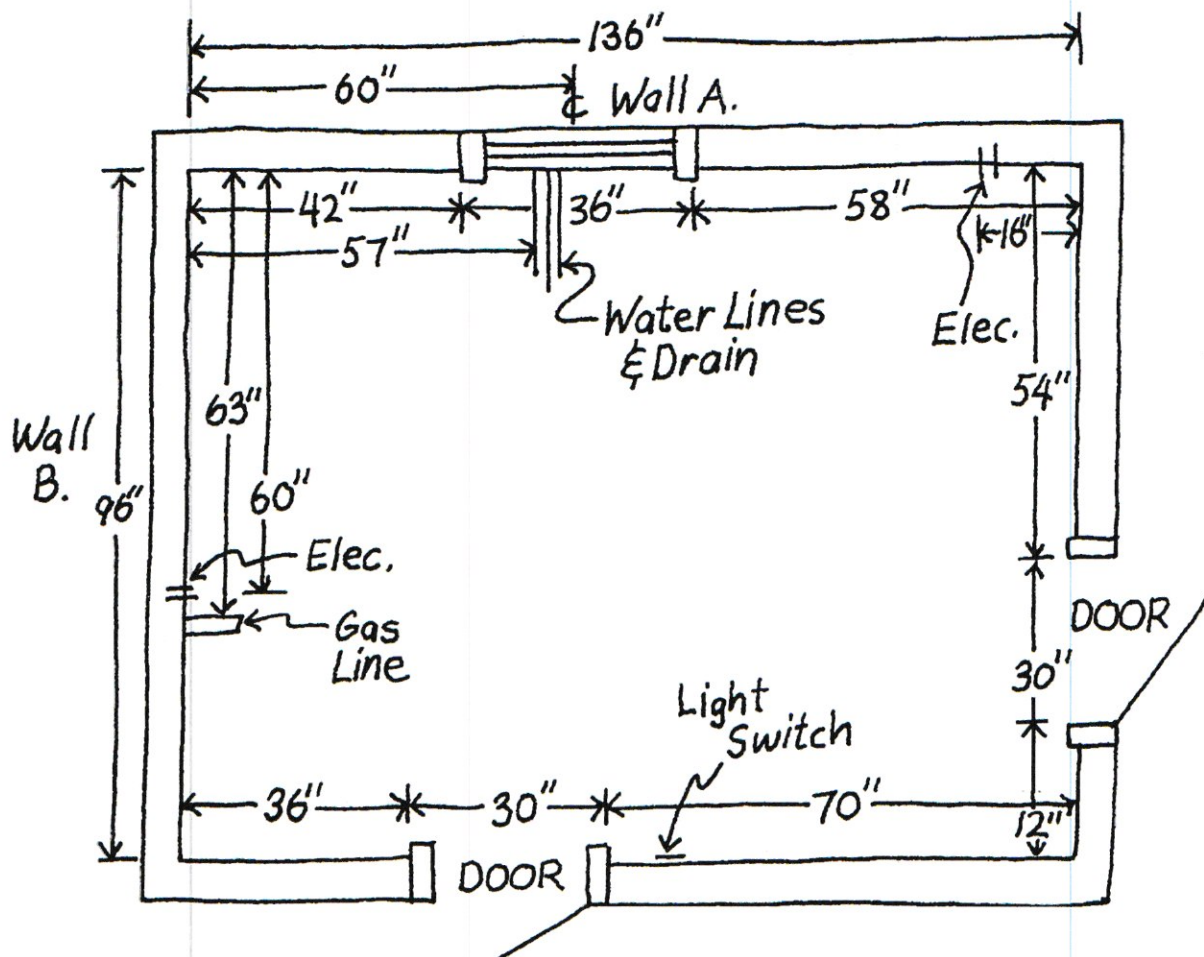 136"
60"
℄ Wall A.
42"
36"
58"
57"
16"
Water Lines
& Drain
Elec.
63"
54"
Wall
B.
96"
60"
Elec.
Gas
Line
DOOR
30"
Light
Switch
36"
30"
70"
12"
DOOR